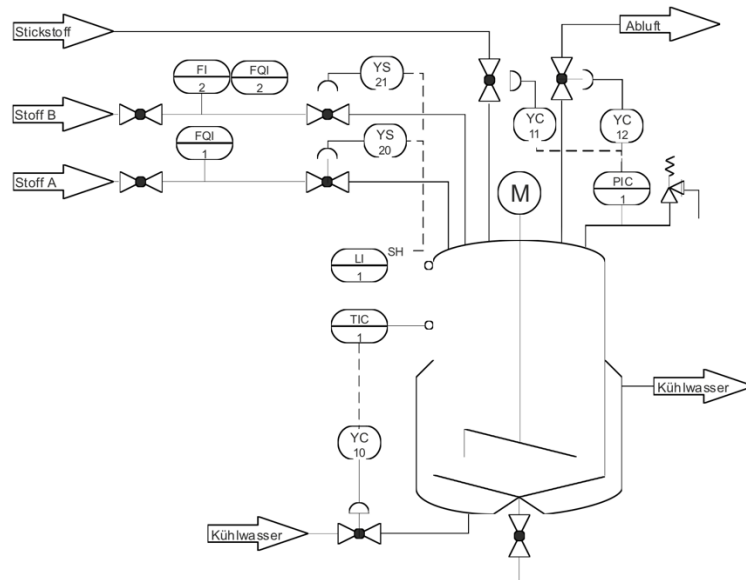 Stickstoff
Abluft
FI
2
FQI
2
YS
21
Stoff B
YC
11
YC
12
FQI
1
YS
20
Stoff A
PIC
1
M
LI
1
SH
TIC
1
Kühlwasser
YC
10
Kühlwasser